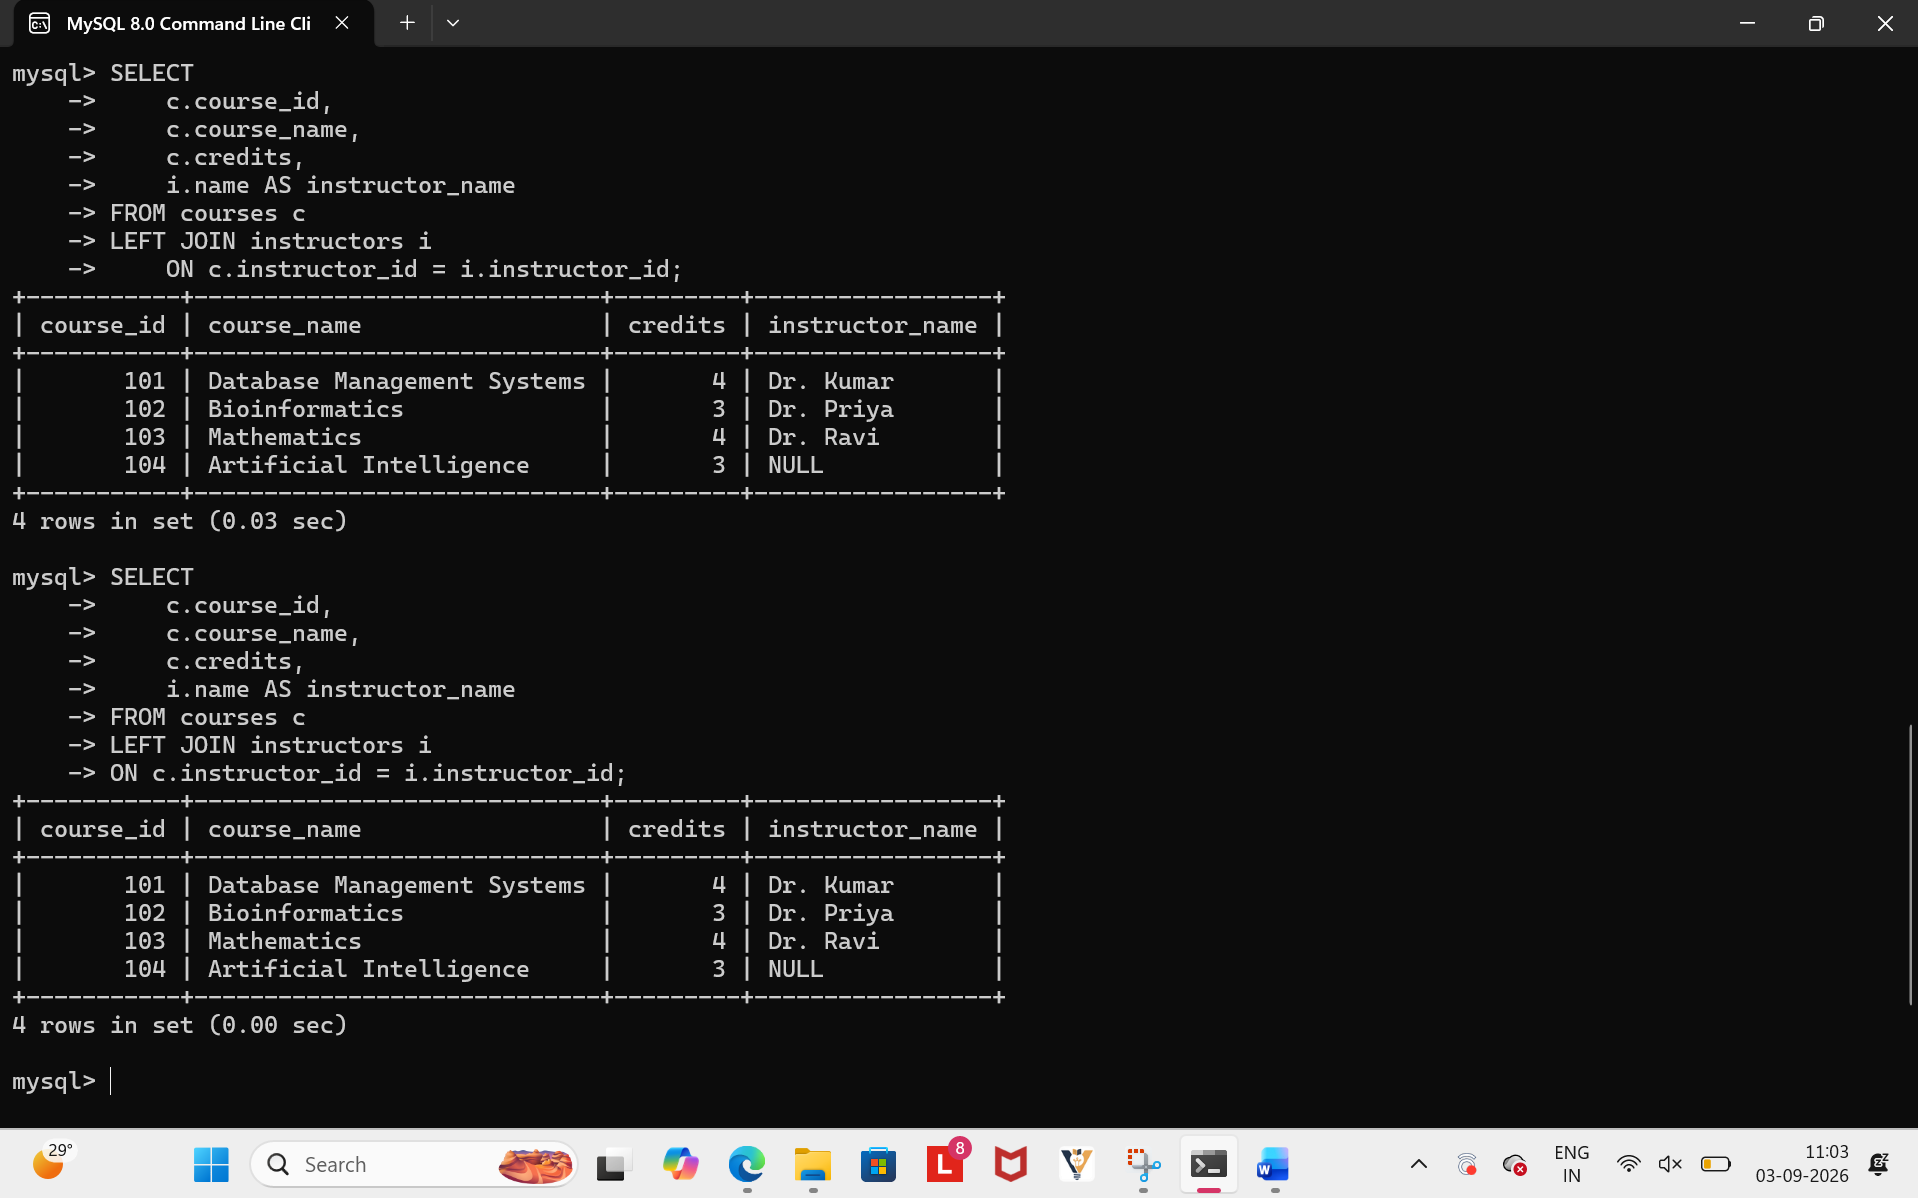 MySQL 8.0 Command Line Cli
mysql> SELECT
    ->     c.course_id,
    ->     c.course_name,
    ->     c.credits,
    ->     i.name AS instructor_name
    -> FROM courses c
    -> LEFT JOIN instructors i
    ->     ON c.instructor_id = i.instructor_id;
+-----------+-----------------------------+---------+-----------------+
| course_id | course_name                 | credits | instructor_name |
+-----------+-----------------------------+---------+-----------------+
|       101 | Database Management Systems |       4 | Dr. Kumar       |
|       102 | Bioinformatics              |       3 | Dr. Priya       |
|       103 | Mathematics                 |       4 | Dr. Ravi        |
|       104 | Artificial Intelligence     |       3 | NULL            |
+-----------+-----------------------------+---------+-----------------+
4 rows in set (0.03 sec)
mysql> SELECT
    ->     c.course_id,
    ->     c.course_name,
    ->     c.credits,
    ->     i.name AS instructor_name
    -> FROM courses c
    -> LEFT JOIN instructors i
    -> ON c.instructor_id = i.instructor_id;
+-----------+-----------------------------+---------+-----------------+
| course_id | course_name                 | credits | instructor_name |
+-----------+-----------------------------+---------+-----------------+
|       101 | Database Management Systems |       4 | Dr. Kumar       |
|       102 | Bioinformatics              |       3 | Dr. Priya       |
|       103 | Mathematics                 |       4 | Dr. Ravi        |
|       104 | Artificial Intelligence     |       3 | NULL            |
+-----------+-----------------------------+---------+-----------------+
4 rows in set (0.00 sec)
mysql>
29°
Search
L
8
W
ENG
IN
11:03
03-09-2026